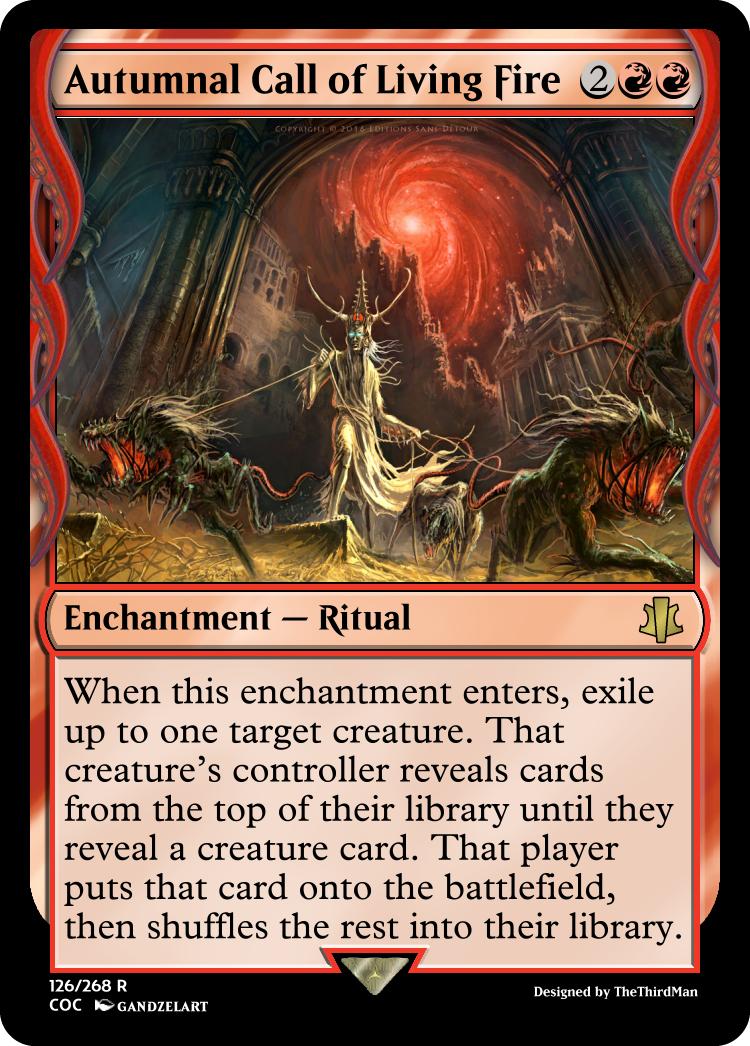 Autumnal Call of Living Fire 2
COPYRIGHT © 2016 EDITIONS SANS DETOUR
Enchantment — Ritual
When this enchantment enters, exile
up to one target creature. That
creature's controller reveals cards
from the top of their library until they
reveal a creature card. That player
puts that card onto the battlefield,
then shuffles the rest into their library.
126/268 R
COC GANDZELART
Designed by TheThirdMan